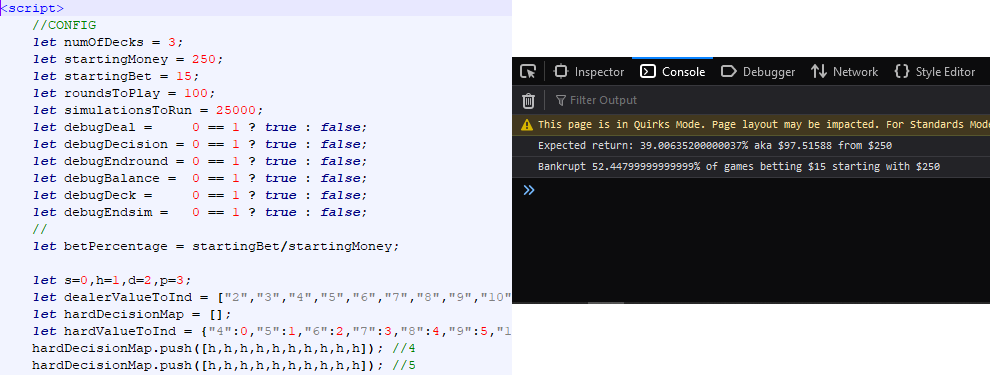 <script>
//CONFIG
let numOfDecks = 3;
let startingMoney = 250;
let startingBet = 15;
let roundsToPlay = 100;
let simulationsToRun = 25000;
let debugDeal = 0 == 1 ? true : false;
let debugDecision = 0 == 1 ? true : false;
let debugEndround = 0 == 1 ? true : false;
let debugBalance = 0 == 1 ? true : false;
let debugDeck = 0 == 1 ? true : false;
let debugEndsim = 0 == 1 ? true : false;
//
let betPercentage = startingBet/startingMoney;
let s=0,h=1,d=2,p=3;
let dealerValueToInd = ["2","3","4","5","6","7","8","9","10"
let hardDecisionMap = [];
let hardValueToInd = {"4":0,"5":1,"6":2,"7":3,"8":4,"9":5,"1
hardDecisionMap.push([h,h,h,h,h,h,h,h,h,h]); //4
hardDecisionMap.push([h,h,h,h,h,h,h,h,h,h]); //5
Inspector Console Debugger Network {} Style Editor
Filter Output
This page is in Quirks Mode. Page layout may be impacted. For Standards Mode
Expected return: 39.00635200000037% aka $97.51588 from $250
Bankrupt 52.44799999999999% of games betting $15 starting with $250
»